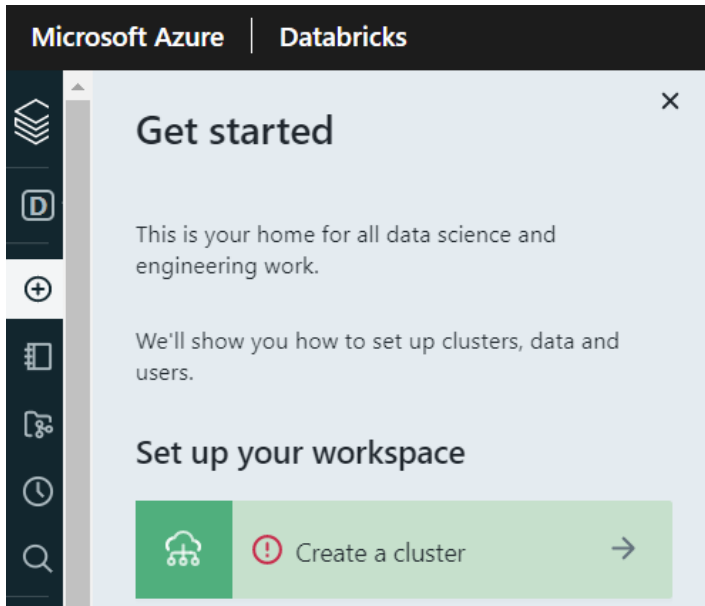 Microsoft Azure | Databricks
Get started
D
This is your home for all data science and
engineering work.
We'll show you how to set up clusters, data and
users.
Set up your workspace
Create a cluster